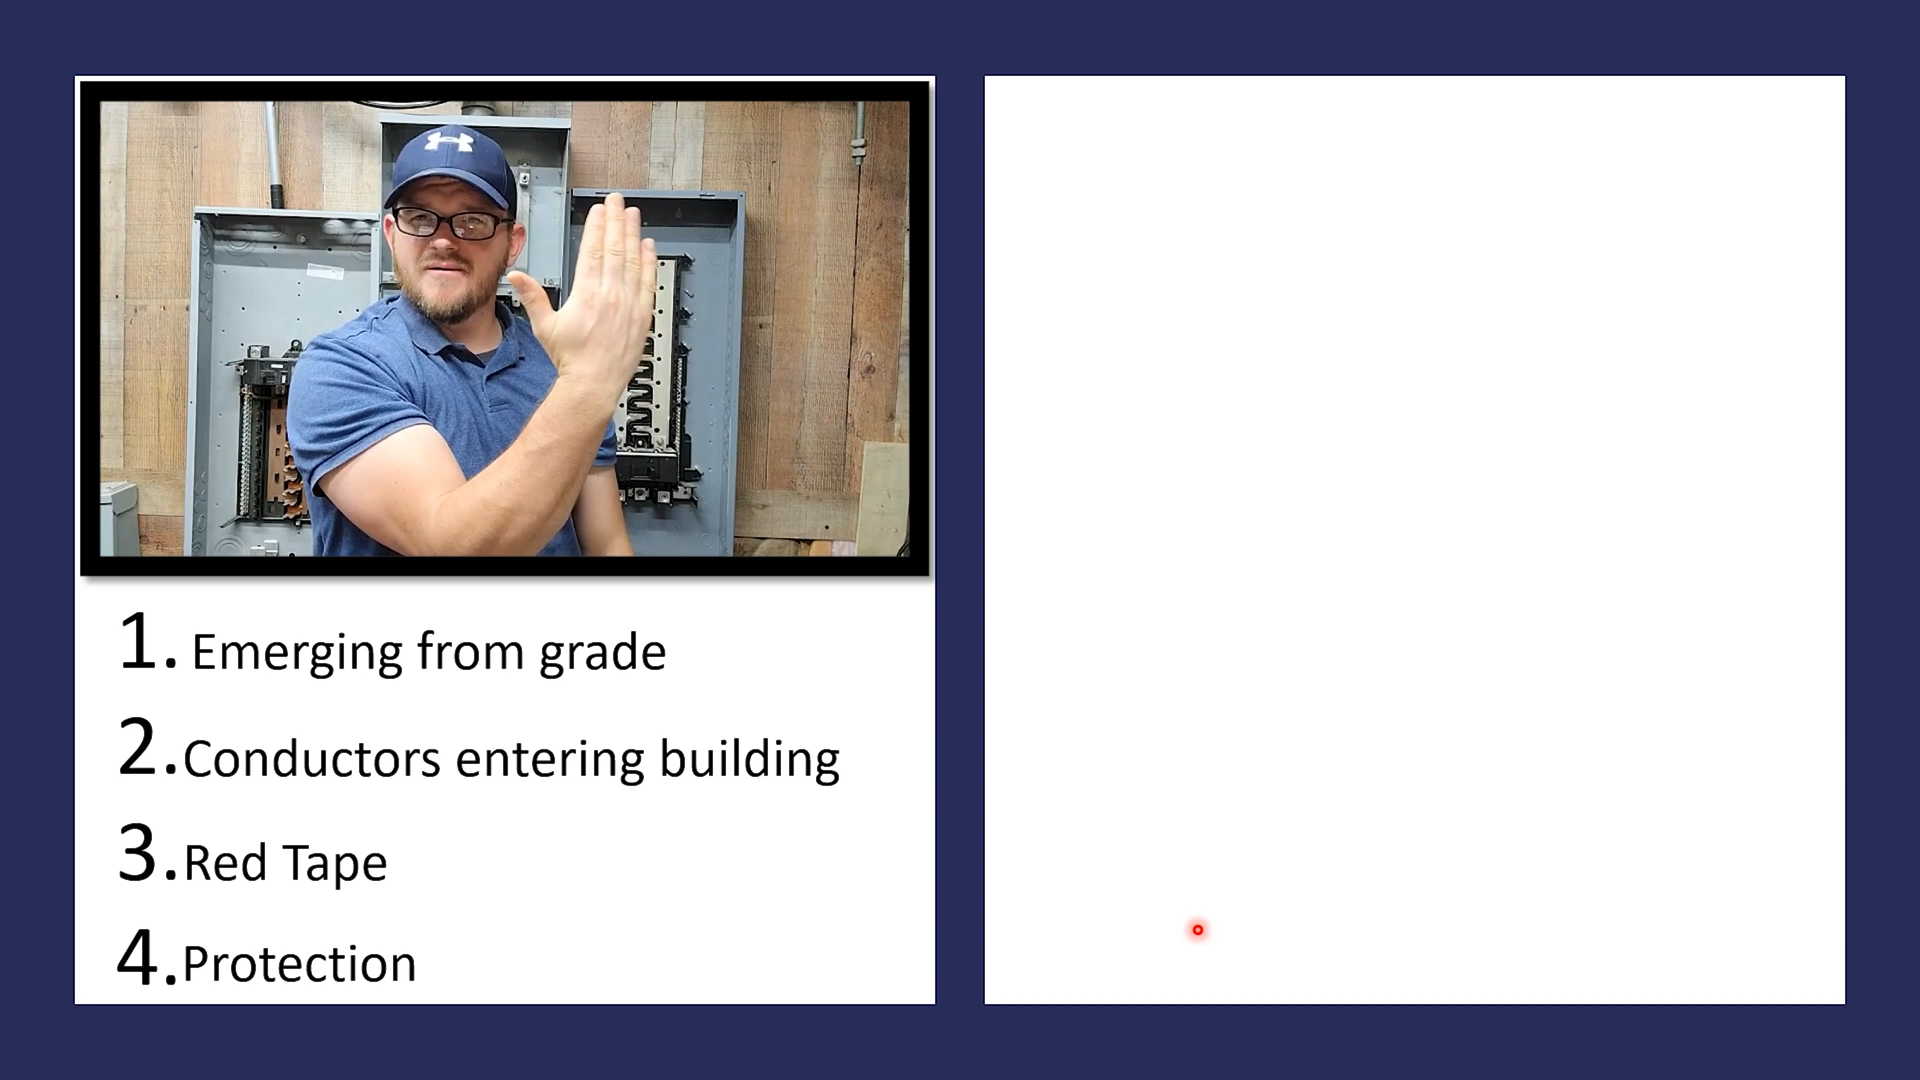 1. Emerging from grade
2. Conductors entering building
3. Red Tape
4. Protection